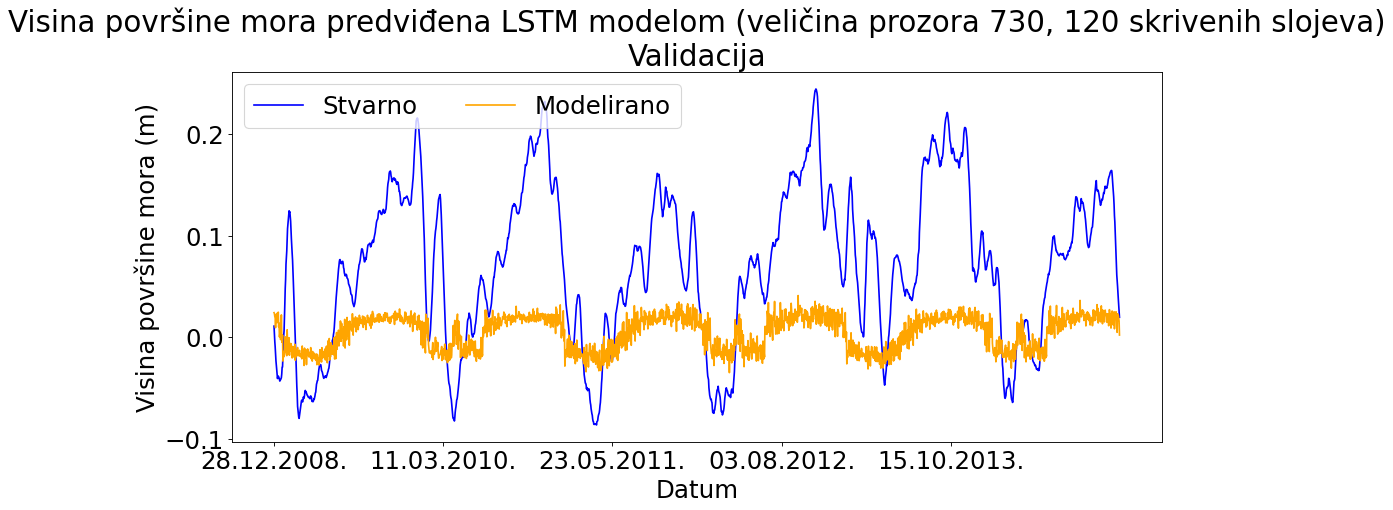 Visina površine mora predviđena LSTM modelom (veličina prozora 730, 120 skrivenih slojeva)
Validacija
Stvarno Modelirano
Visina površine mora (m)
0.2
0.1
0.0
−0.1
28.12.2008. 11.03.2010. 23.05.2011. 03.08.2012. 15.10.2013.
Datum